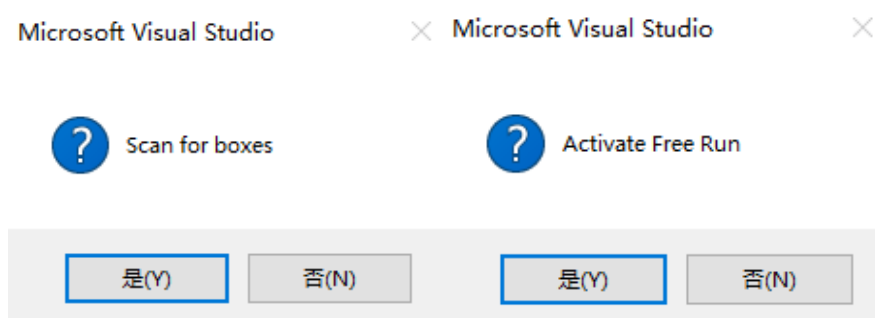 Microsoft Visual Studio
Scan for boxes
是(Y)
否(N)
Microsoft Visual Studio
Activate Free Run
是(Y)
否(N)